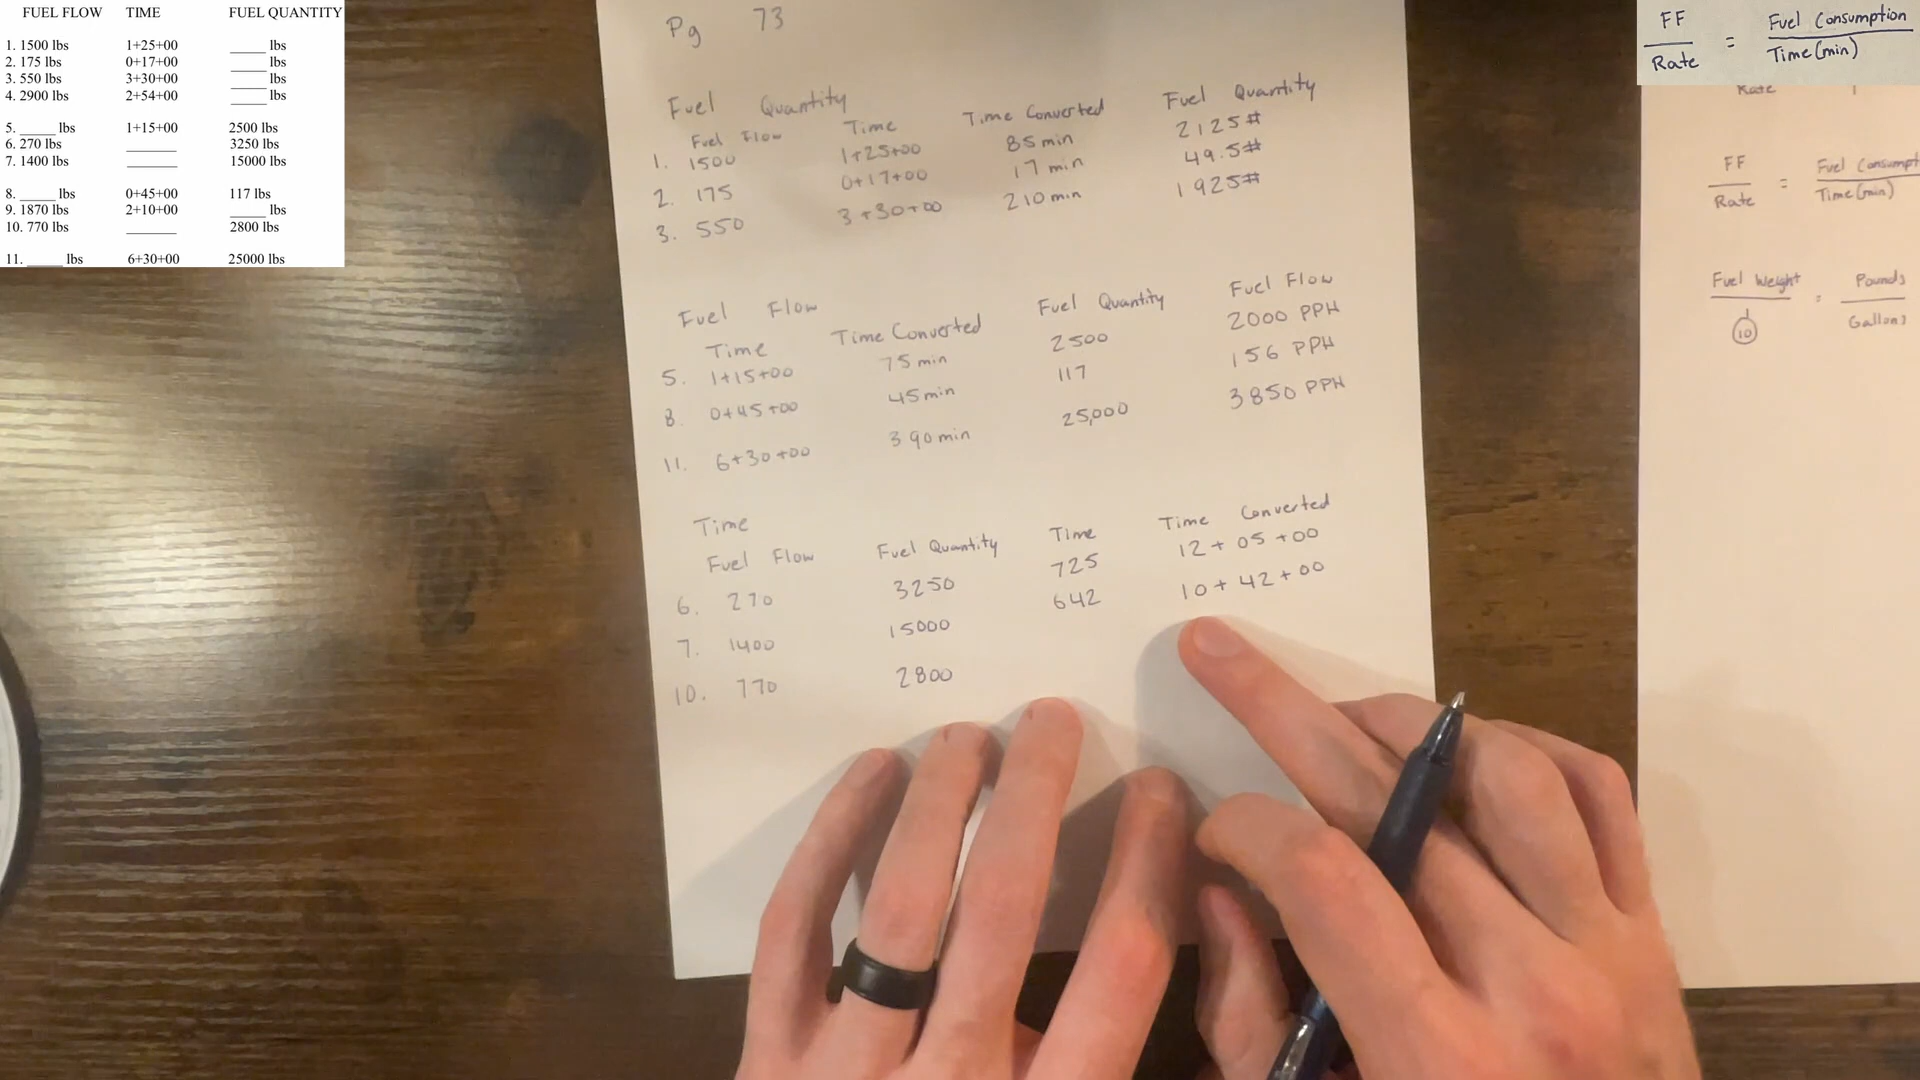 FUEL FLOW TIME FUEL QUANTITY
1. 1500 lbs 1+25+00 _____ lbs
2. 175 lbs 0+17+00 _____ lbs
3. 550 lbs 3+30+00 _____ lbs
4. 2900 lbs 2+54+00 _____ lbs
5. _____ lbs 1+15+00 2500 lbs
6. 270 lbs _______ 3250 lbs
7. 1400 lbs _______ 15000 lbs
8. _____ lbs 0+45+00 117 lbs
9. 1870 lbs 2+10+00 _____ lbs
10. 770 lbs _______ 2800 lbs
11. _____ lbs 6+30+00 25000 lbs
Pg 73
Fuel Quantity
Fuel Flow Time Time Converted Fuel Quantity
1. 1500 1+25+00 85 min 2125#
2. 175 0+17+00 17 min 49.5#
3. 550 3+30+00 210 min 1925#
Fuel Flow
Time Time Converted Fuel Quantity Fuel Flow
5. 1+15+00 75 min 2500 2000 PPH
8. 0+45+00 45 min 117 156 PPH
11. 6+30+00 390 min 25,000 3850 PPH
Time
Fuel Flow Fuel Quantity Time Time Converted
6. 270 3250 725 12+05+00
7. 1400 15000 642 10+42+00
10. 770 2800
FF = Fuel Consumption
Rate Time (min)
Rate 1
FF = Fuel Consumpt
Rate Time (min)
Fuel Weight = Pounds
10 Gallons